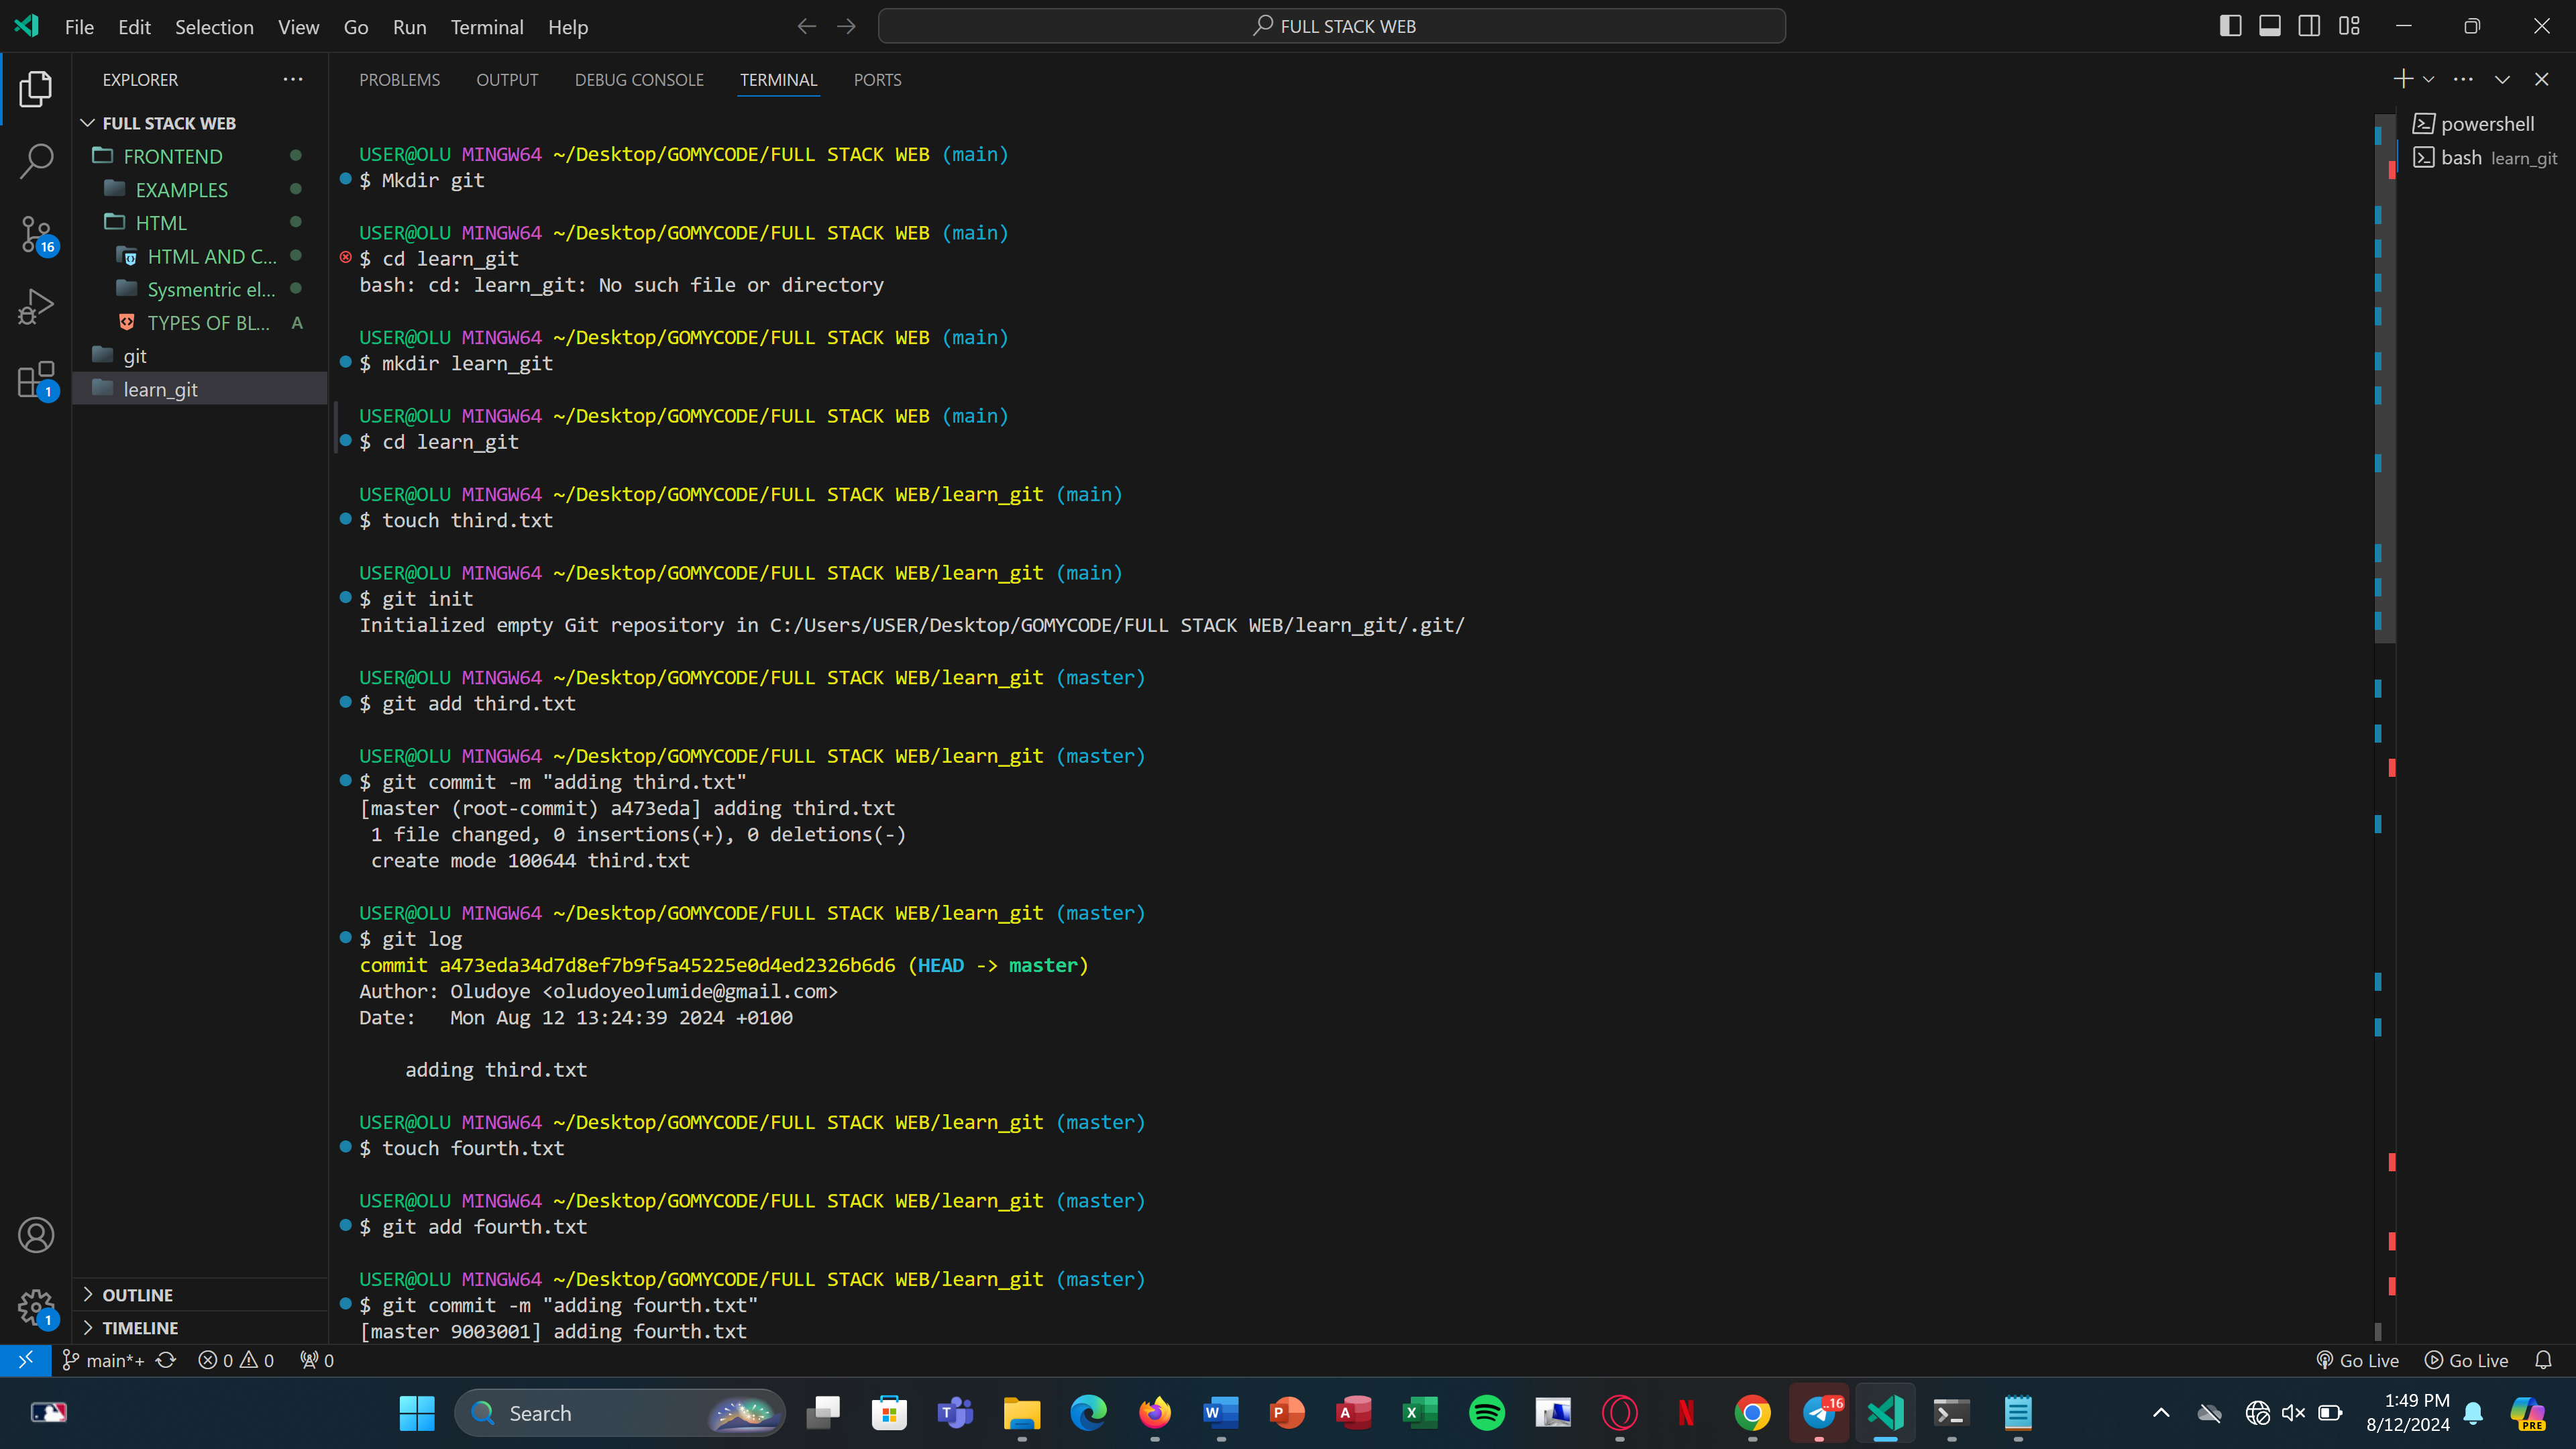 File Edit Selection View Go Run Terminal Help
FULL STACK WEB
EXPLORER
FULL STACK WEB
FRONTEND
EXAMPLES
HTML
HTML AND C...
Sysmentric el...
TYPES OF BL... A
git
learn_git
OUTLINE
TIMELINE
16
1
1
PROBLEMS OUTPUT DEBUG CONSOLE TERMINAL PORTS
USER@OLU MINGW64 ~/Desktop/GOMYCODE/FULL STACK WEB (main)
$ Mkdir git
USER@OLU MINGW64 ~/Desktop/GOMYCODE/FULL STACK WEB (main)
$ cd learn_git
bash: cd: learn_git: No such file or directory
USER@OLU MINGW64 ~/Desktop/GOMYCODE/FULL STACK WEB (main)
$ mkdir learn_git
USER@OLU MINGW64 ~/Desktop/GOMYCODE/FULL STACK WEB (main)
$ cd learn_git
USER@OLU MINGW64 ~/Desktop/GOMYCODE/FULL STACK WEB/learn_git (main)
$ touch third.txt
USER@OLU MINGW64 ~/Desktop/GOMYCODE/FULL STACK WEB/learn_git (main)
$ git init
Initialized empty Git repository in C:/Users/USER/Desktop/GOMYCODE/FULL STACK WEB/learn_git/.git/
USER@OLU MINGW64 ~/Desktop/GOMYCODE/FULL STACK WEB/learn_git (master)
$ git add third.txt
USER@OLU MINGW64 ~/Desktop/GOMYCODE/FULL STACK WEB/learn_git (master)
$ git commit -m "adding third.txt"
[master (root-commit) a473eda] adding third.txt
1 file changed, 0 insertions(+), 0 deletions(-)
create mode 100644 third.txt
USER@OLU MINGW64 ~/Desktop/GOMYCODE/FULL STACK WEB/learn_git (master)
$ git log
commit a473eda34d7d8ef7b9f5a45225e0d4ed2326b6d6 (HEAD -> master)
Author: Oludoye <oludoyeolumide@gmail.com>
Date: Mon Aug 12 13:24:39 2024 +0100
adding third.txt
USER@OLU MINGW64 ~/Desktop/GOMYCODE/FULL STACK WEB/learn_git (master)
$ touch fourth.txt
USER@OLU MINGW64 ~/Desktop/GOMYCODE/FULL STACK WEB/learn_git (master)
$ git add fourth.txt
USER@OLU MINGW64 ~/Desktop/GOMYCODE/FULL STACK WEB/learn_git (master)
$ git commit -m "adding fourth.txt"
[master 9003001] adding fourth.txt
powershell
bash learn_git
main*+ 0 0 0
Go Live Go Live
Search
..16
1:49 PM
8/12/2024
PRE